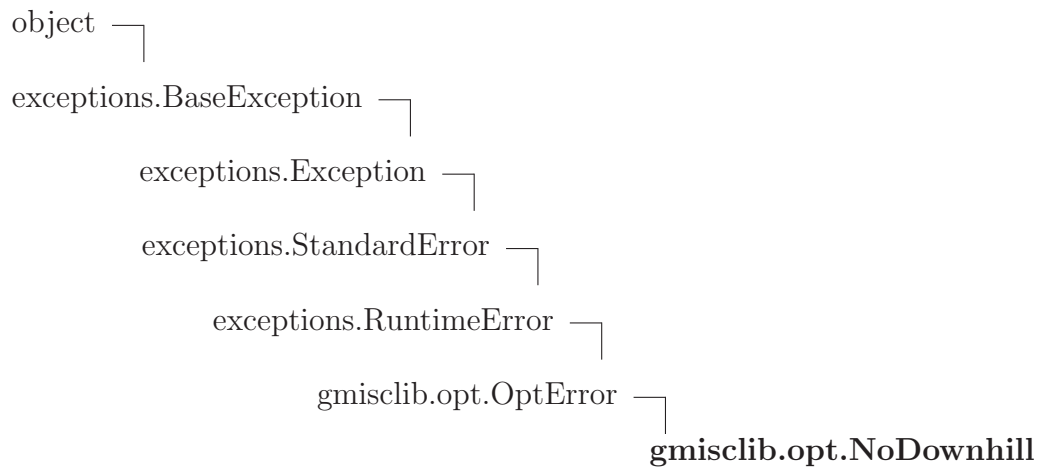 object
exceptions.BaseException
exceptions.Exception
exceptions.StandardError
exceptions.RuntimeError
gmisclib.opt.OptError
gmisclib.opt.NoDownhill